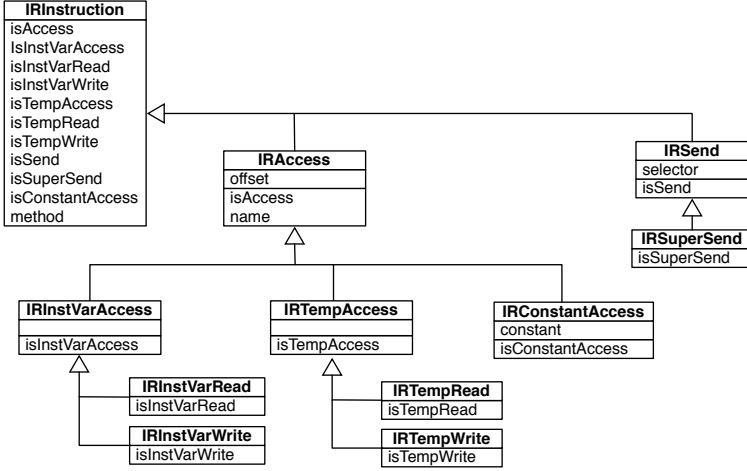 IRInstruction
isAccess
IsInstVarAccess
isInstVarRead
isInstVarWrite
isTempAccess
isTempRead
isTempWrite
isSend
isSuperSend
isConstantAccess
method
IRAccess
offset
isAccess
name
IRSend
selector
isSend
IRSuperSend
isSuperSend
IRInstVarAccess
isInstVarAccess
IRTempAccess
isTempAccess
IRConstantAccess
constant
isConstantAccess
IRInstVarRead
isInstVarRead
IRInstVarWrite
isInstVarWrite
IRTempRead
isTempRead
IRTempWrite
isTempWrite